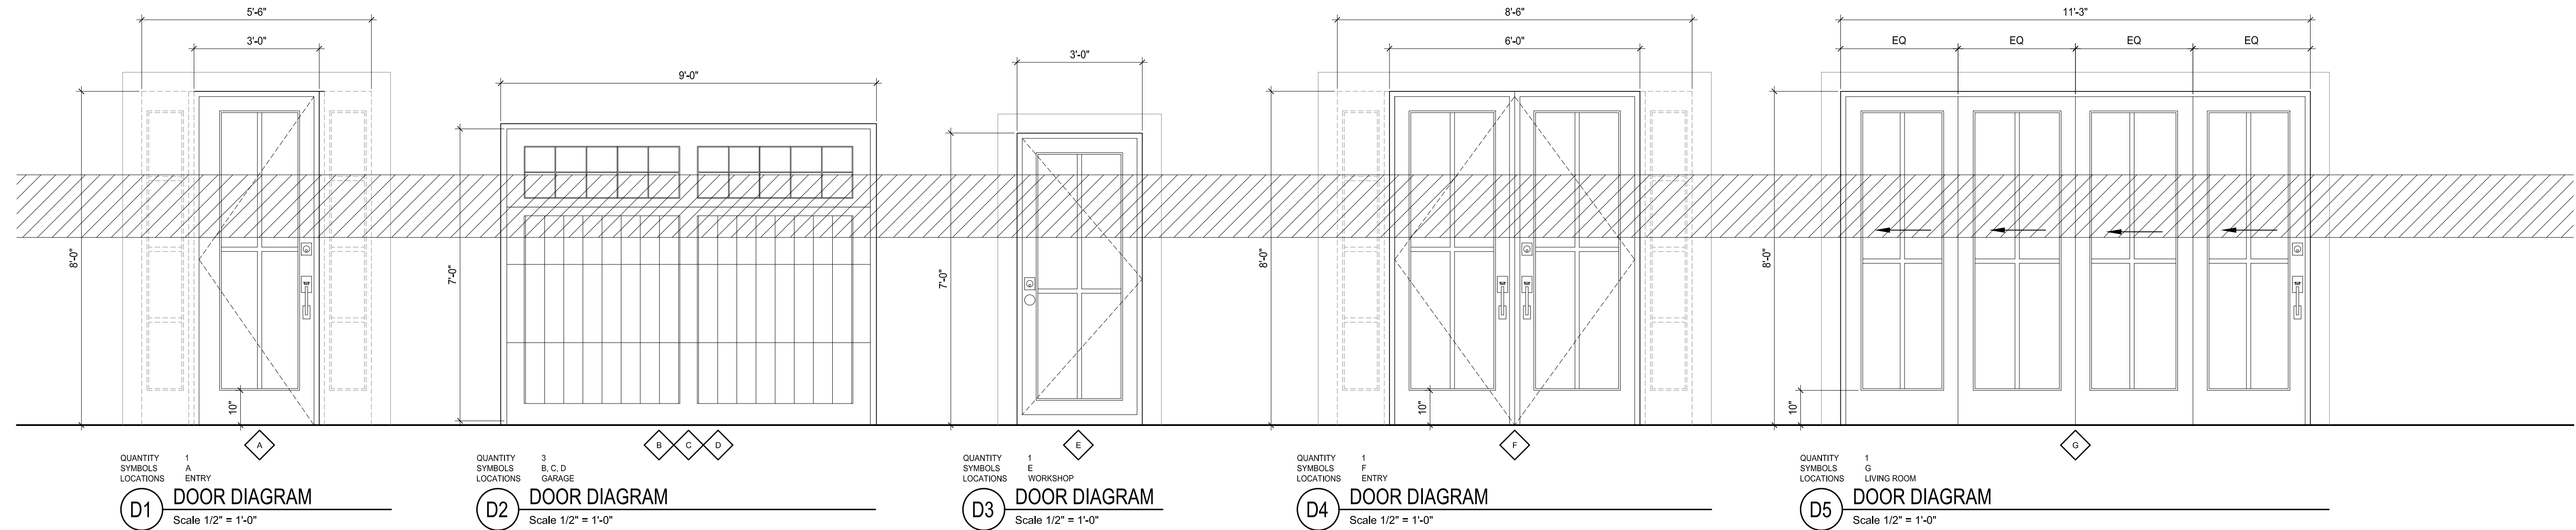 5'-6"
3'-0"
8'-0"
10"
A
QUANTITY 1
SYMBOLS A
LOCATIONS ENTRY
D1 DOOR DIAGRAM
Scale 1/2" = 1'-0"
9'-0"
7'-0"
B C D
QUANTITY 3
SYMBOLS B, C, D
LOCATIONS GARAGE
D2 DOOR DIAGRAM
Scale 1/2" = 1'-0"
3'-0"
7'-0"
E
QUANTITY 1
SYMBOLS E
LOCATIONS WORKSHOP
D3 DOOR DIAGRAM
Scale 1/2" = 1'-0"
8'-6"
6'-0"
8'-0"
10"
F
QUANTITY 1
SYMBOLS F
LOCATIONS ENTRY
D4 DOOR DIAGRAM
Scale 1/2" = 1'-0"
11'-3"
EQ EQ EQ EQ
8'-0"
10"
G
QUANTITY 1
SYMBOLS G
LOCATIONS LIVING ROOM
D5 DOOR DIAGRAM
Scale 1/2" = 1'-0"